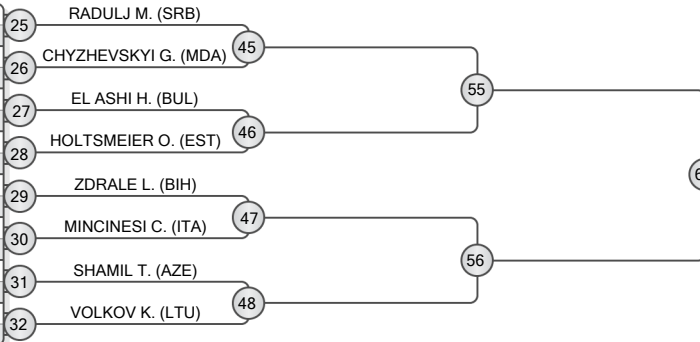 25 RADULJ M. (SRB)
45
26 CHYZHEVSKYI G. (MDA)
55
27 EL ASHI H. (BUL)
46
28 HOLTSMEIER O. (EST)
29 ZDRALE L. (BIH)
47
30 MINCINESI C. (ITA)
56
31 SHAMIL T. (AZE)
48
32 VOLKOV K. (LTU)